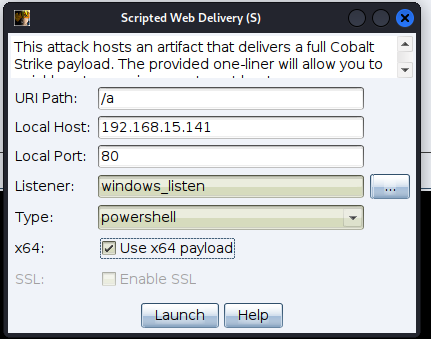 Scripted Web Delivery (S)
This attack hosts an artifact that delivers a full Cobalt
Strike payload. The provided one-liner will allow you to
URI Path: /a
Local Host: 192.168.15.141
Local Port: 80
Listener: windows_listen ...
Type: powershell
x64: Use x64 payload
SSL: Enable SSL
Launch Help